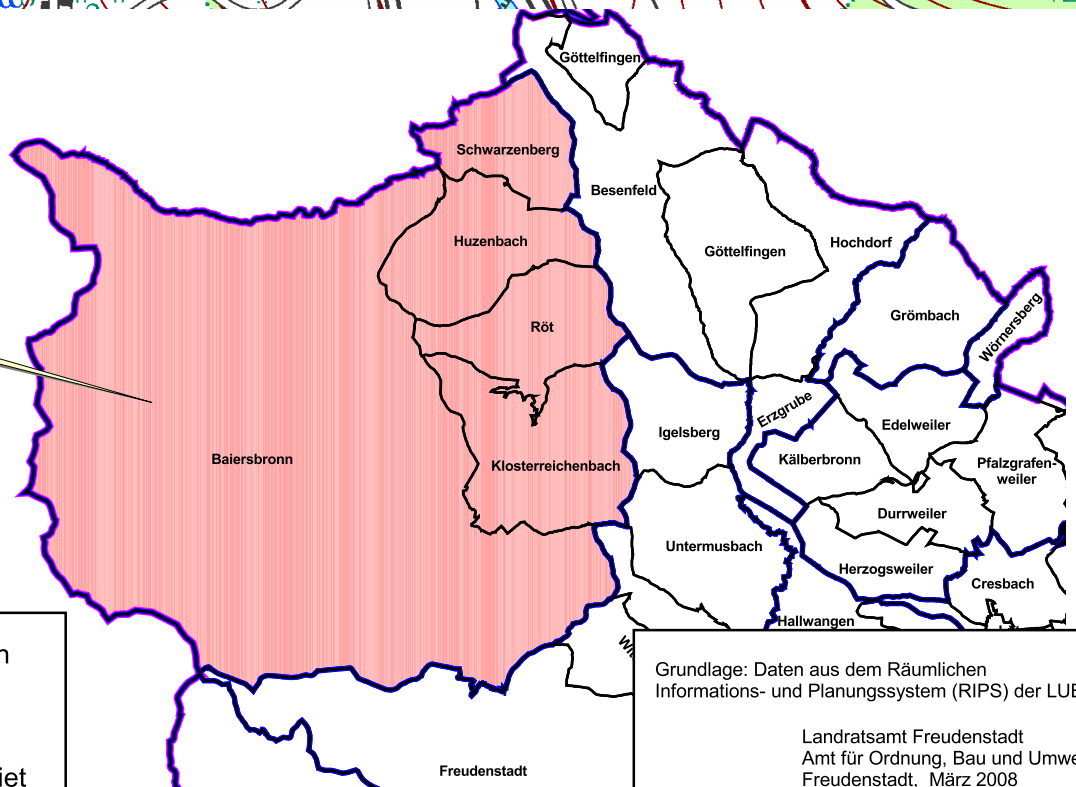 Göttelfingen
Schwarzenberg
Besenfeld
Huzenbach
Göttelfingen
Hochdorf
Röt
Grömbach
Wörnersberg
Erzgrube
Igelsberg
Edelweiler
Baiersbronn
Klosterreichenbach
Kälberbronn
Pfalzgrafen-
weiler
Durrweiler
Untermusbach
Herzogsweiler
Cresbach
Hallwangen
Grundlage: Daten aus dem Räumlichen
Informations- und Planungssystem (RIPS) der
Landratsamt Freudenstadt
Amt für Ordnung, Bau und
Freudenstadt, März 2008
Freudenstadt